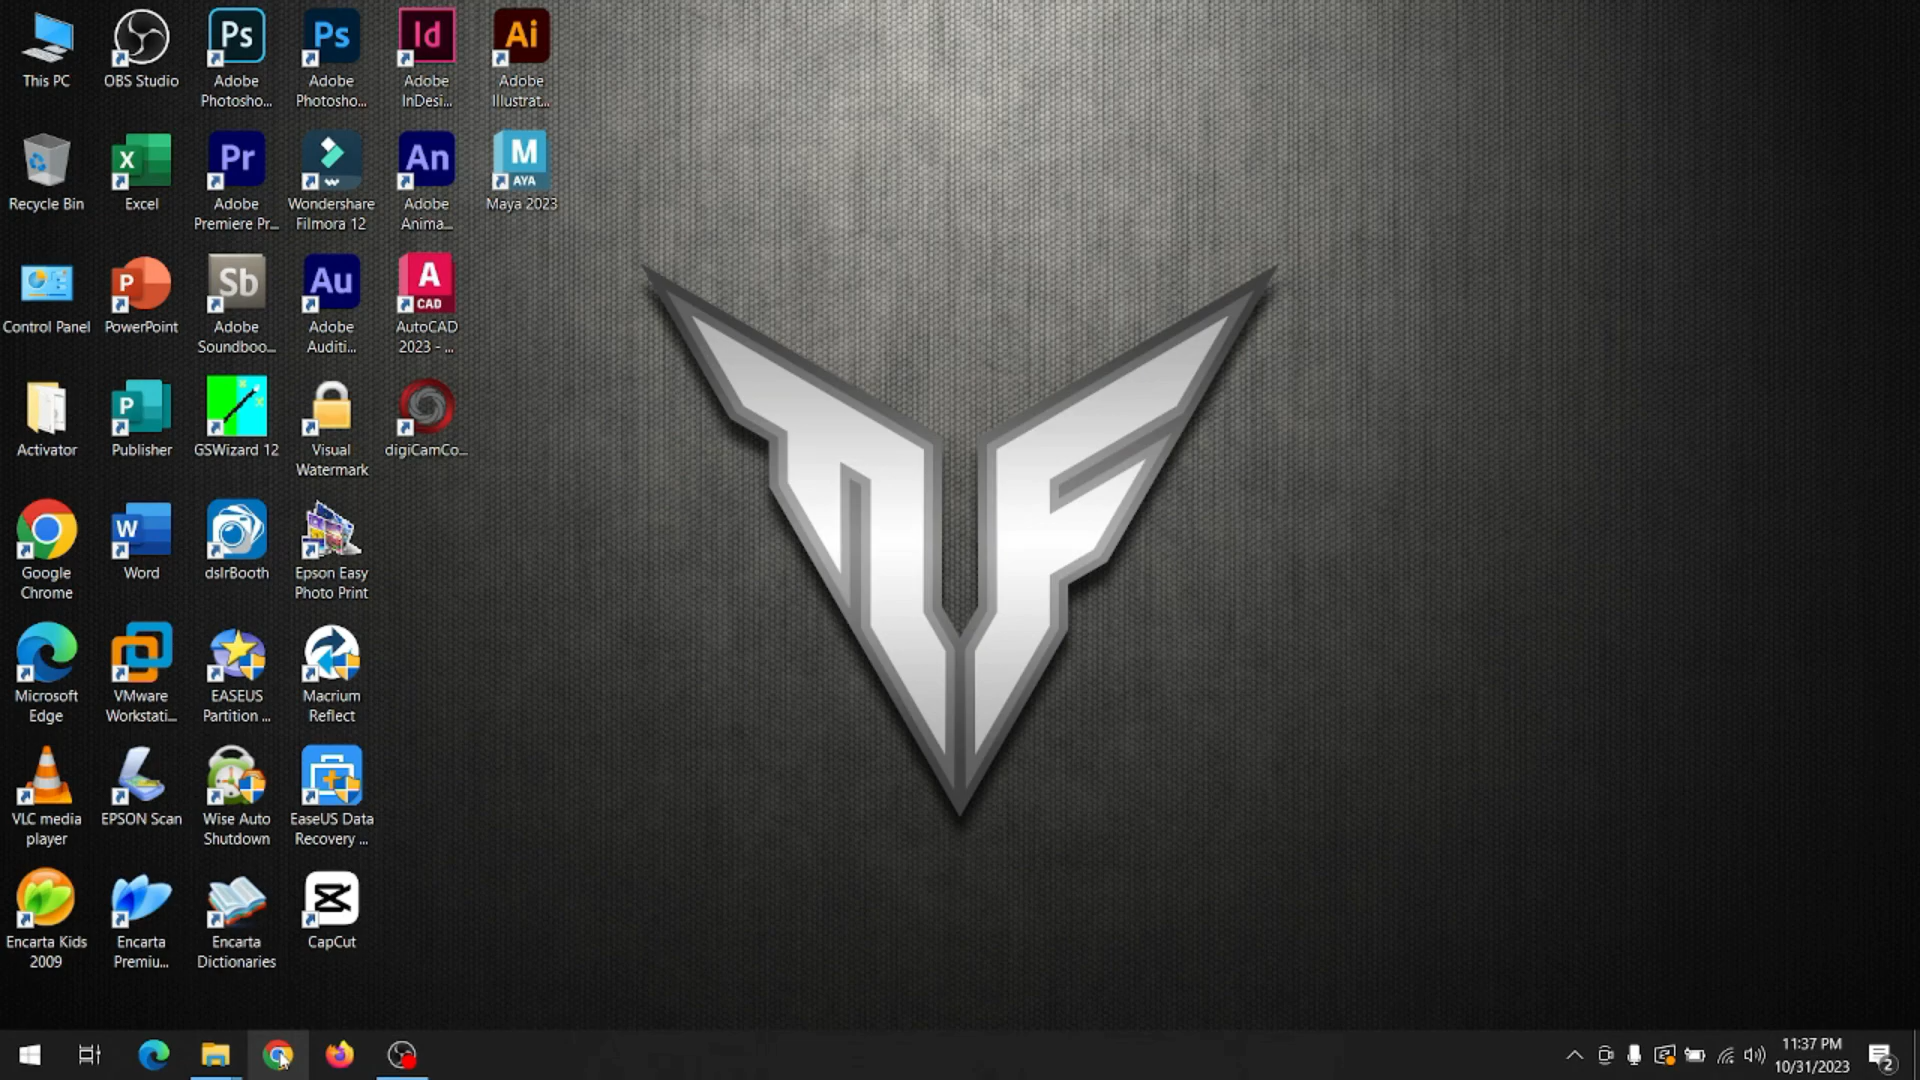 This PC
OBS Studio
Ps
Adobe
Photosho...
Ps
Adobe
Photosho...
Id
Adobe
InDesi...
Ai
Adobe
Illustrat...
Recycle Bin
X
Excel
Pr
Adobe
Premiere Pr...
Wondershare
Filmora 12
An
Adobe
Anima...
M
AYA
Maya 2023
Control Panel
P
PowerPoint
Sb
Adobe
Soundboo...
Au
Adobe
Auditi...
A
CAD
AutoCAD
2023 - ...
Activator
P
Publisher
GSWizard 12
Visual
Watermark
digiCamCo...
Google
Chrome
W
Word
dslrBooth
Epson Easy
Photo Print
Microsoft
Edge
VMware
Workstati...
EASEUS
Partition ...
Macrium
Reflect
VLC media
player
EPSON Scan
Wise Auto
Shutdown
EaseUS Data
Recovery ...
Encarta Kids
2009
Encarta
Premiu...
Encarta
Dictionaries
CapCut
11:37 PM
10/31/2023
2